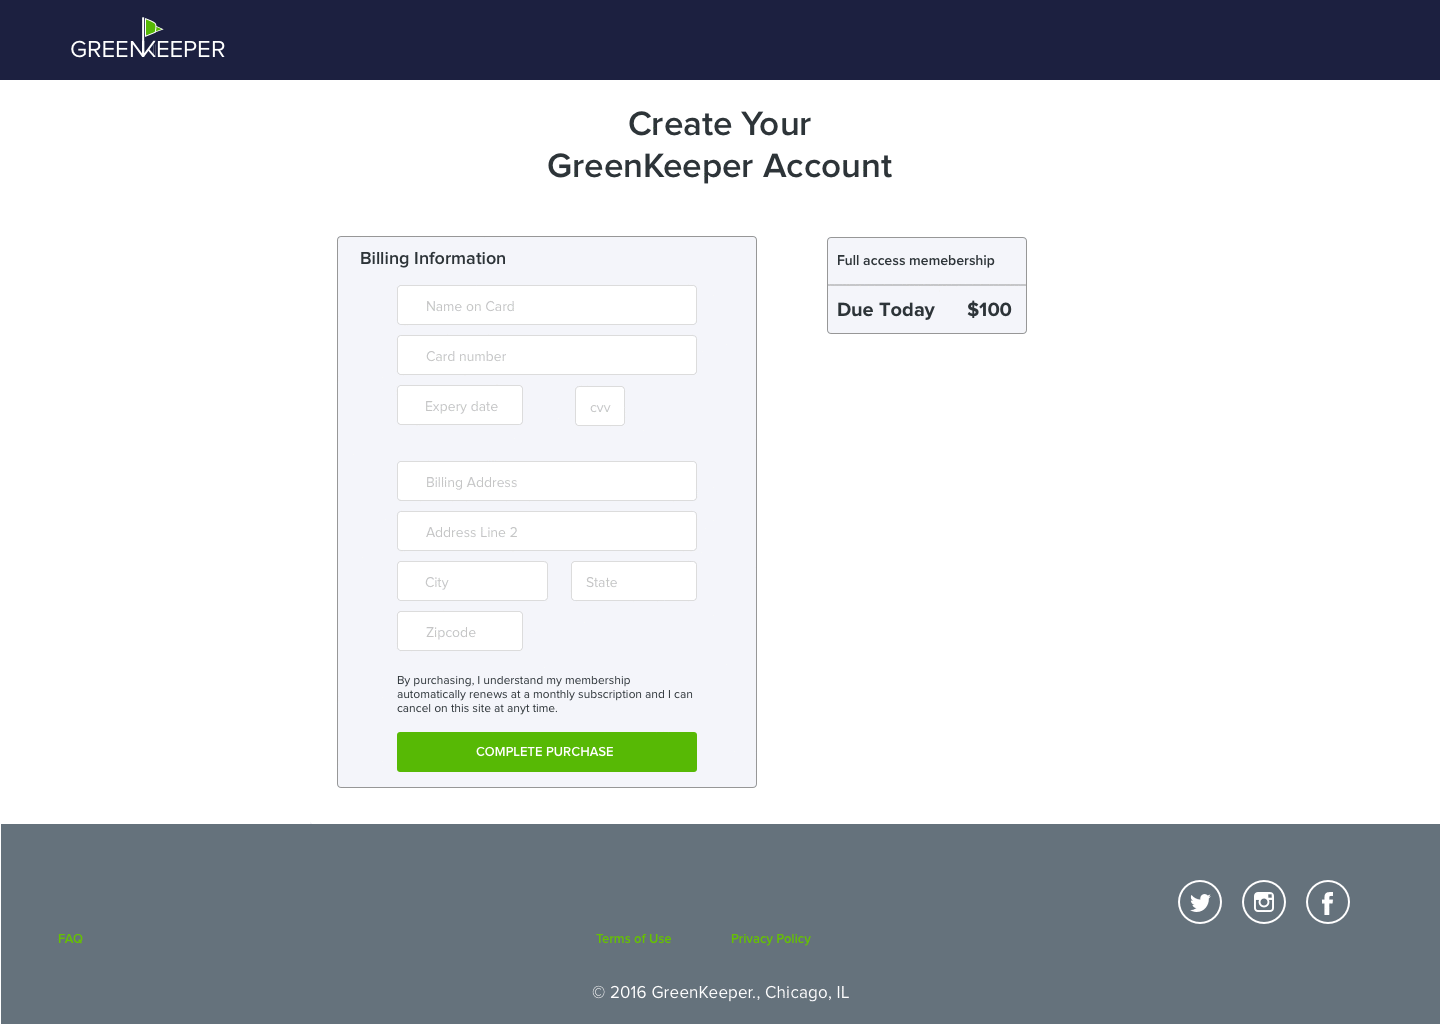 GREENKEEPER
Create Your
GreenKeeper Account
Billing Information
Name on Card
Card number
Expery date
cvv
Billing Address
Address Line 2
City
State
Zipcode
By purchasing, I understand my membership
automatically renews at a monthly subscription and I can
cancel on this site at anyt time.
COMPLETE PURCHASE
Full access memebership
Due Today $100
FAQ
Terms of Use
Privacy Policy
© 2016 GreenKeeper., Chicago, IL